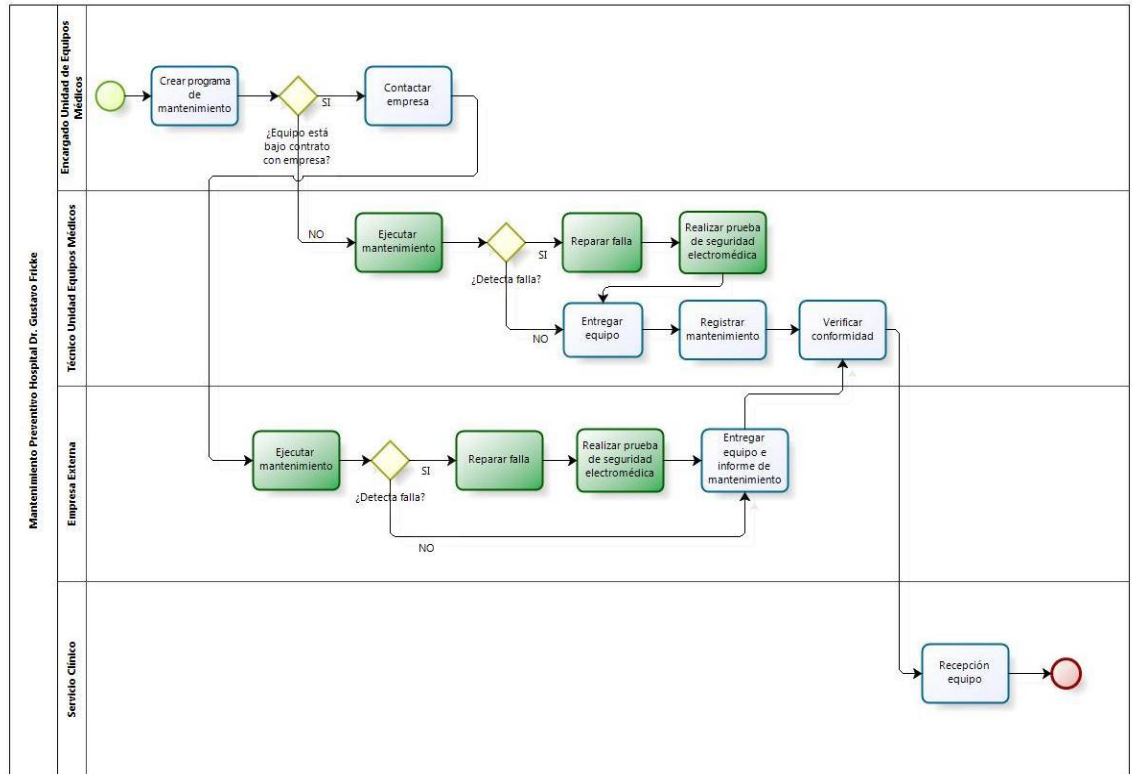 Mantenimiento Preventivo Hospital Dr. Gustavo Fricke
Encargado Unidad de Equipos
Médicos
Crear programa
de
mantenimiento
SI
¿Equipo está
bajo contrato
con empresa?
Contactar
empresa
Técnico Unidad Equipos Médicos
NO
Ejecutar
mantenimiento
¿Detecta falla?
SI
Reparar falla
Realizar prueba
de seguridad
electromédica
NO
Entregar
equipo
Registrar
mantenimiento
Verificar
conformidad
Empresa Externa
Ejecutar
mantenimiento
¿Detecta falla?
SI
Reparar falla
Realizar prueba
de seguridad
electromédica
Entregar
equipo e
informe de
mantenimiento
NO
Servicio Clínico
Recepción
equipo